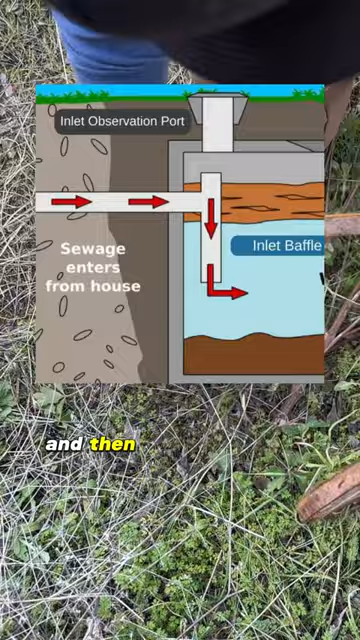 Inlet Observation Port
Sewage
enters
from house
Inlet Baffle
and then